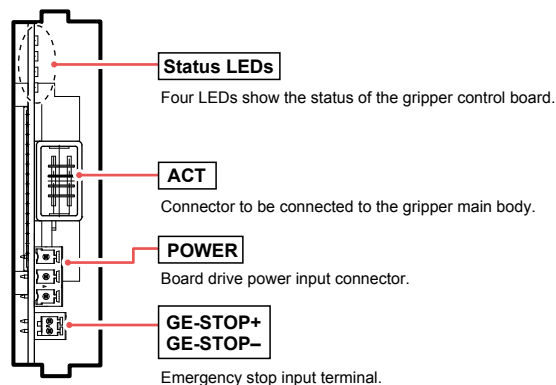 Status LEDs
Four LEDs show the status of the gripper control board.
ACT
Connector to be connected to the gripper main body.
POWER
Board drive power input connector.
GE-STOP+
GE-STOP–
Emergency stop input terminal.